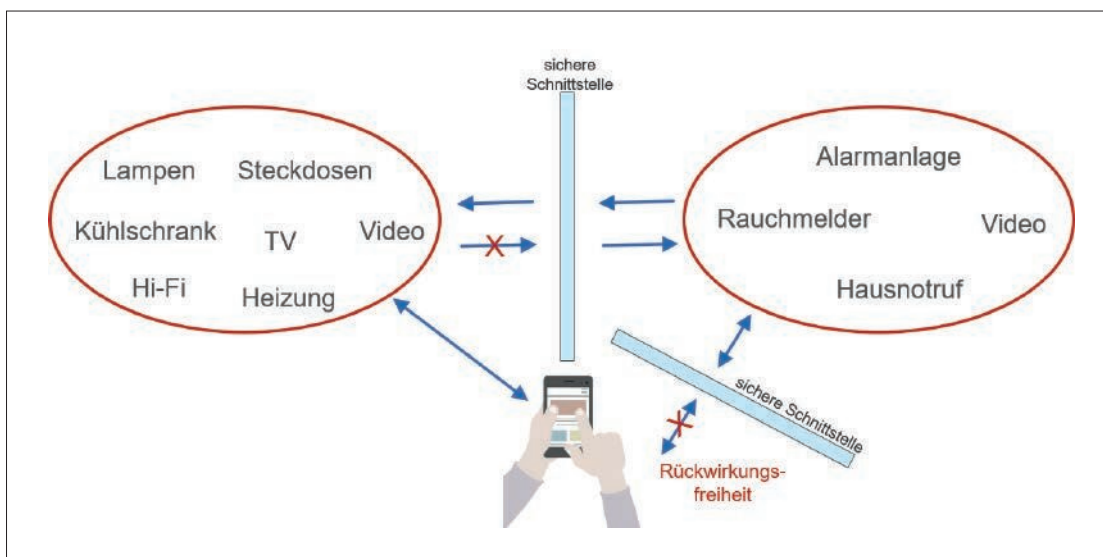 sichere
Schnittstelle
Lampen
Steckdosen
Kühlschrank
TV
Video
Hi-Fi
Heizung
Alarmanlage
Rauchmelder
Video
Hausnotruf
sichere Schnittstelle
Rückwirkungs-
freiheit